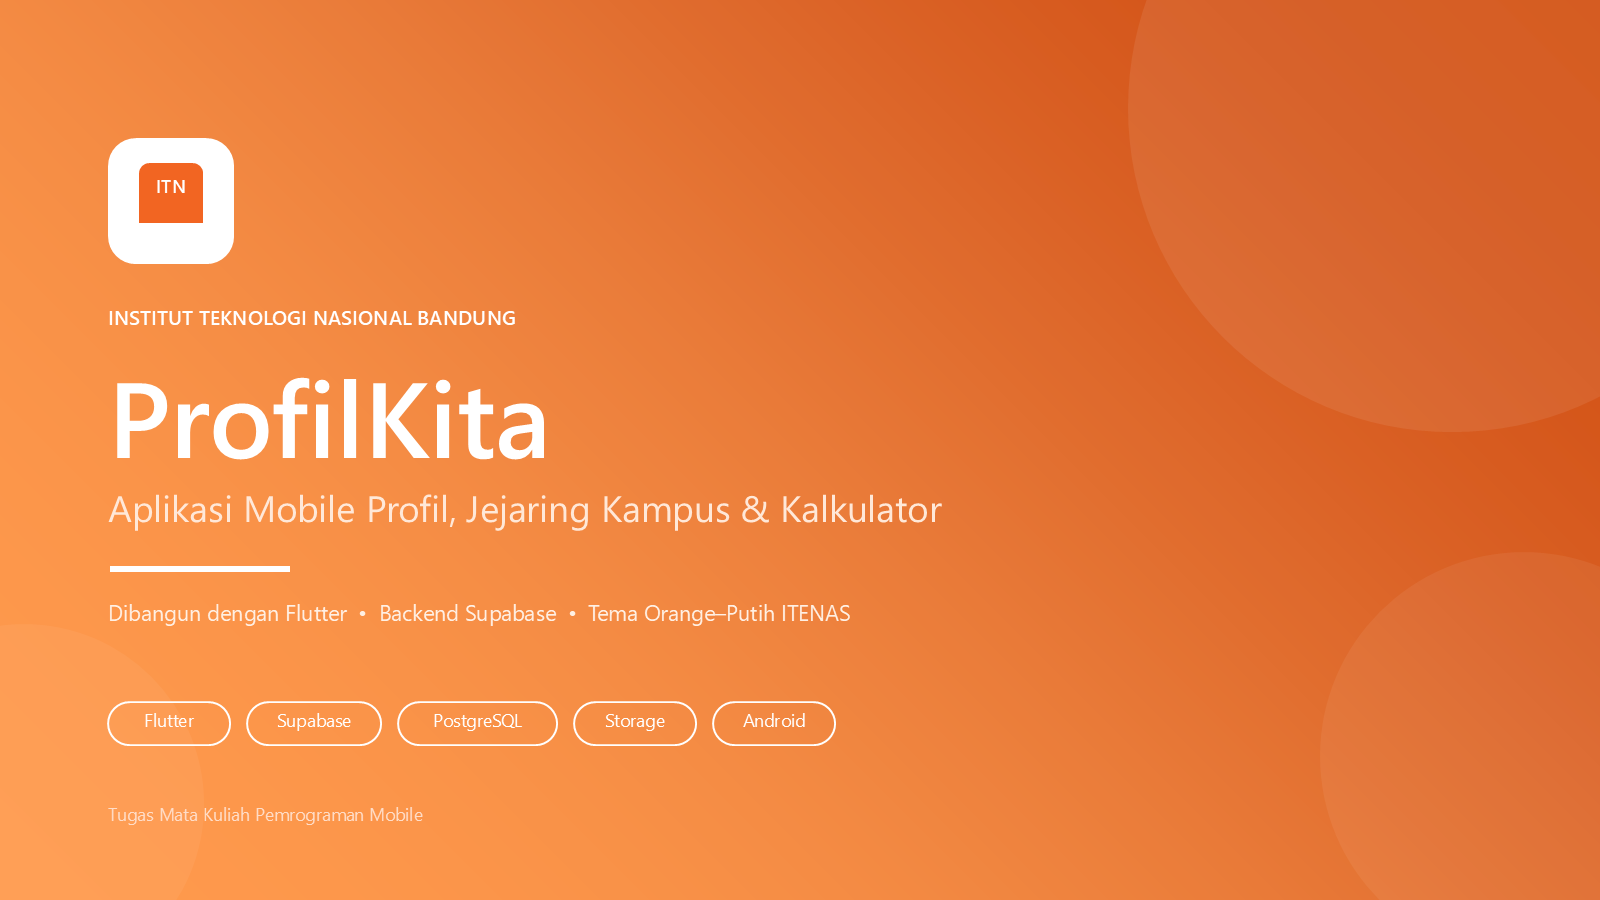 ITN
INSTITUT TEKNOLOGI NASIONAL BANDUNG
ProfilKita
Aplikasi Mobile Profil, Jejaring Kampus & Kalkulator
Dibangun dengan Flutter • Backend Supabase • Tema Orange–Putih ITENAS
Flutter Supabase PostgreSQL Storage Android
Tugas Mata Kuliah Pemrograman Mobile